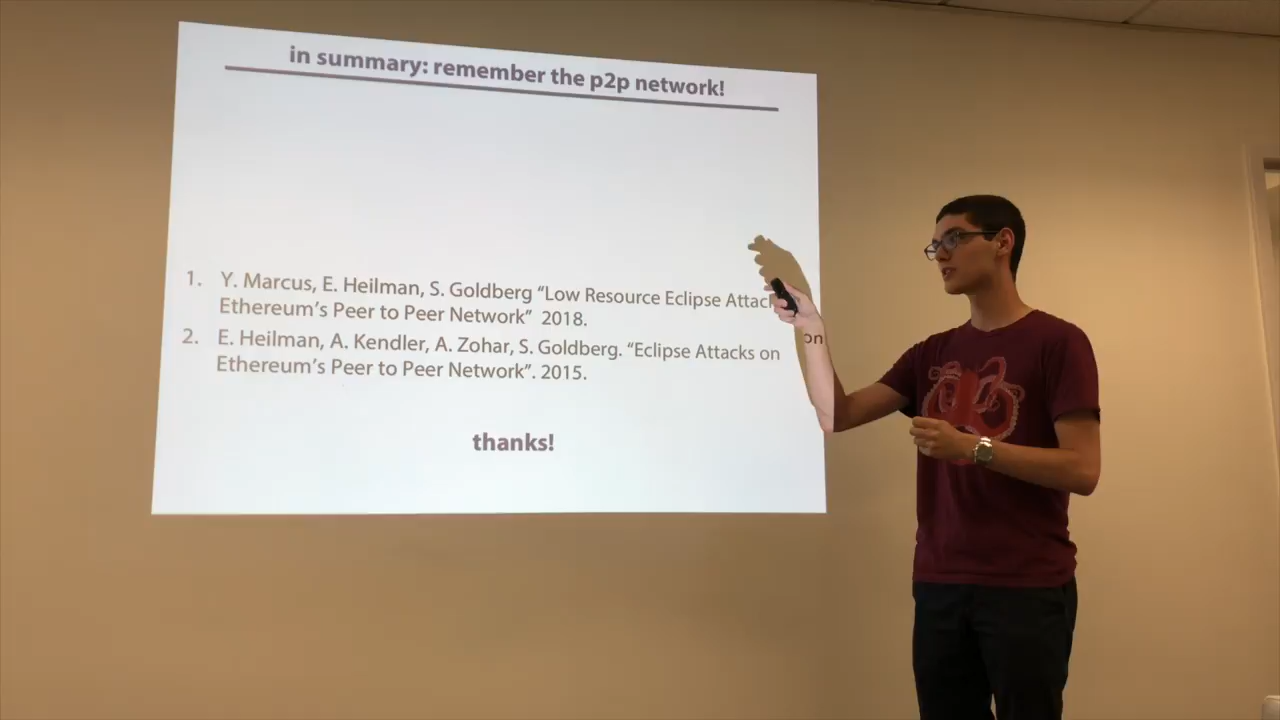 in summary: remember the p2p network!
1. Y. Marcus, E. Heilman, S. Goldberg “Low Resource Eclipse Attac on
Ethereum’s Peer to Peer Network” 2018.
2. E. Heilman, A. Kendler, A. Zohar, S. Goldberg. “Eclipse Attacks on
Ethereum’s Peer to Peer Network”. 2015.
thanks!